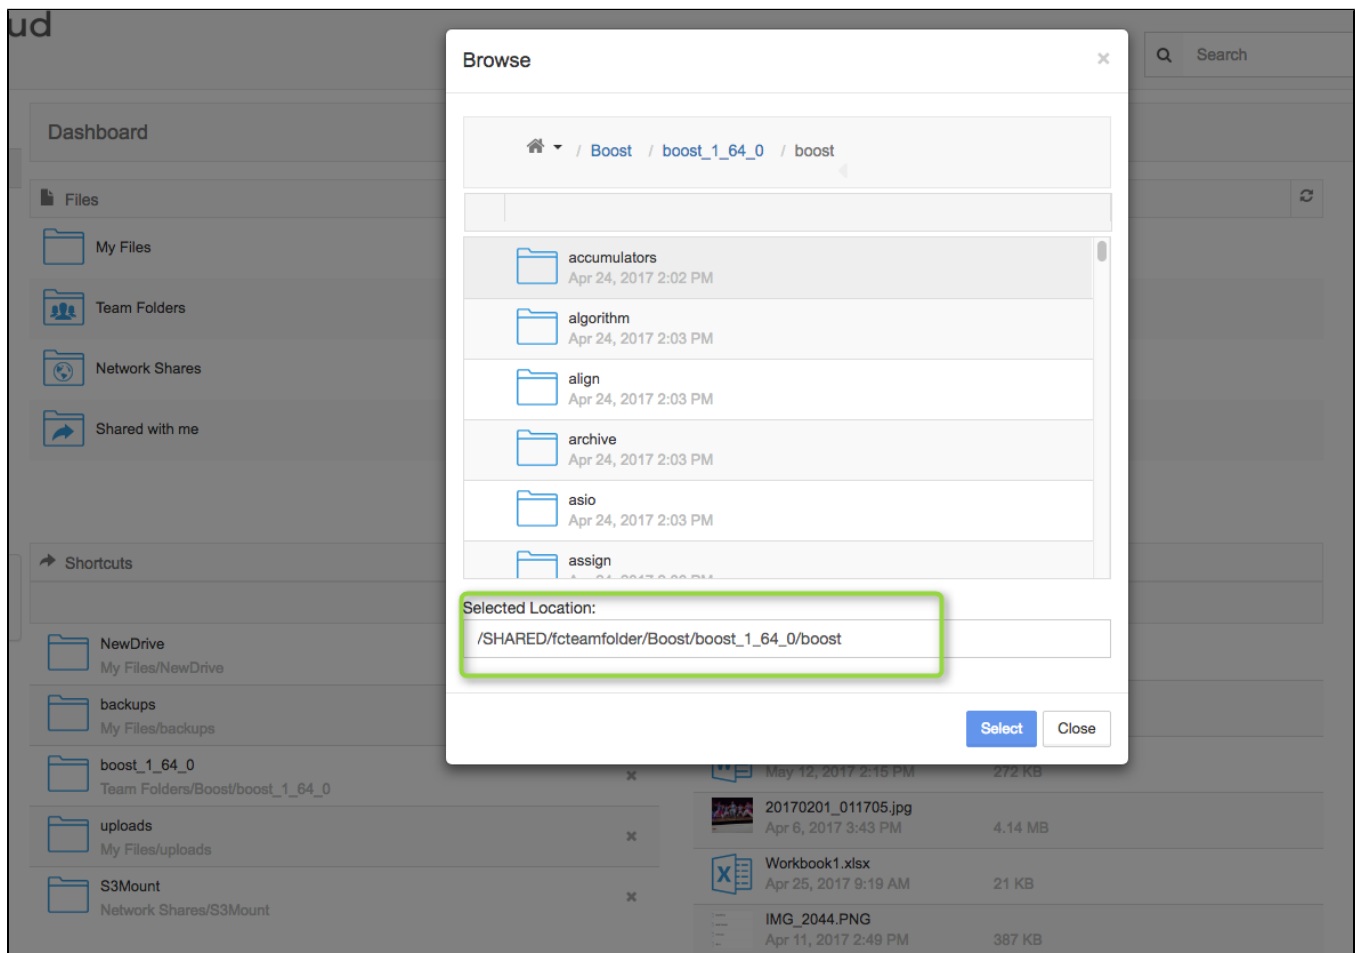 ud
Search
Dashboard
Files
My Files
Team Folders
Network Shares
Shared with me
Shortcuts
NewDrive
My Files/NewDrive
backups
My Files/backups
boost_1_64_0
Team Folders/Boost/boost_1_64_0
uploads
My Files/uploads
S3Mount
Network Shares/S3Mount
Browse
/ Boost / boost_1_64_0 / boost
accumulators
Apr 24, 2017 2:02 PM
algorithm
Apr 24, 2017 2:03 PM
align
Apr 24, 2017 2:03 PM
archive
Apr 24, 2017 2:03 PM
asio
Apr 24, 2017 2:03 PM
assign
Selected Location:
/SHARED/fcteamfolder/Boost/boost_1_64_0/boost
Select Close
May 12, 2017 2:15 PM 272 KB
20170201_011705.jpg
Apr 6, 2017 3:43 PM 4.14 MB
Workbook1.xlsx
Apr 25, 2017 9:19 AM 21 KB
IMG_2044.PNG
Apr 11, 2017 2:49 PM 387 KB